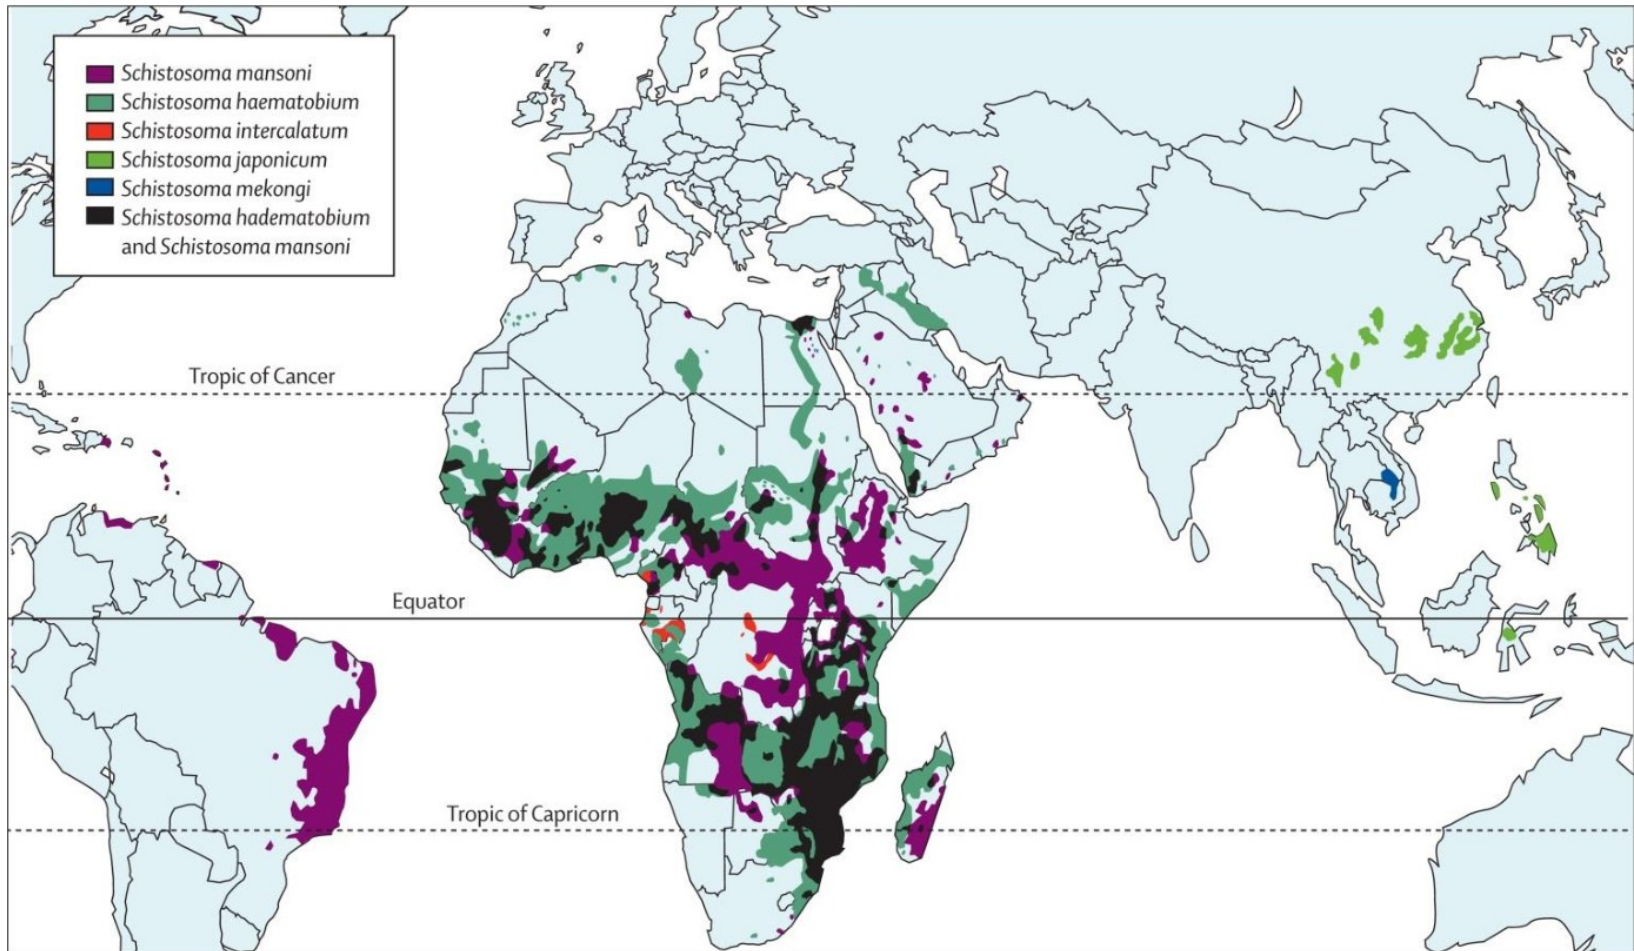 Schistosoma mansoni
Schistosoma haematobium
Schistosoma intercalatum
Schistosoma japonicum
Schistosoma mekongi
Schistosoma hadematobium
and Schistosoma mansoni
Tropic of Cancer
Equator
Tropic of Capricorn